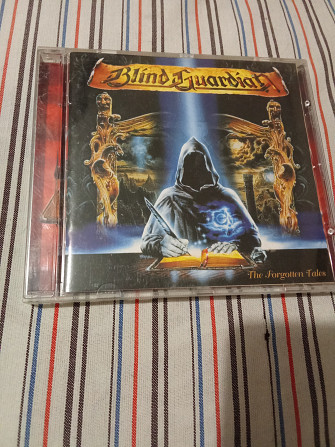 Blind Guardian
The Forgotten Tales